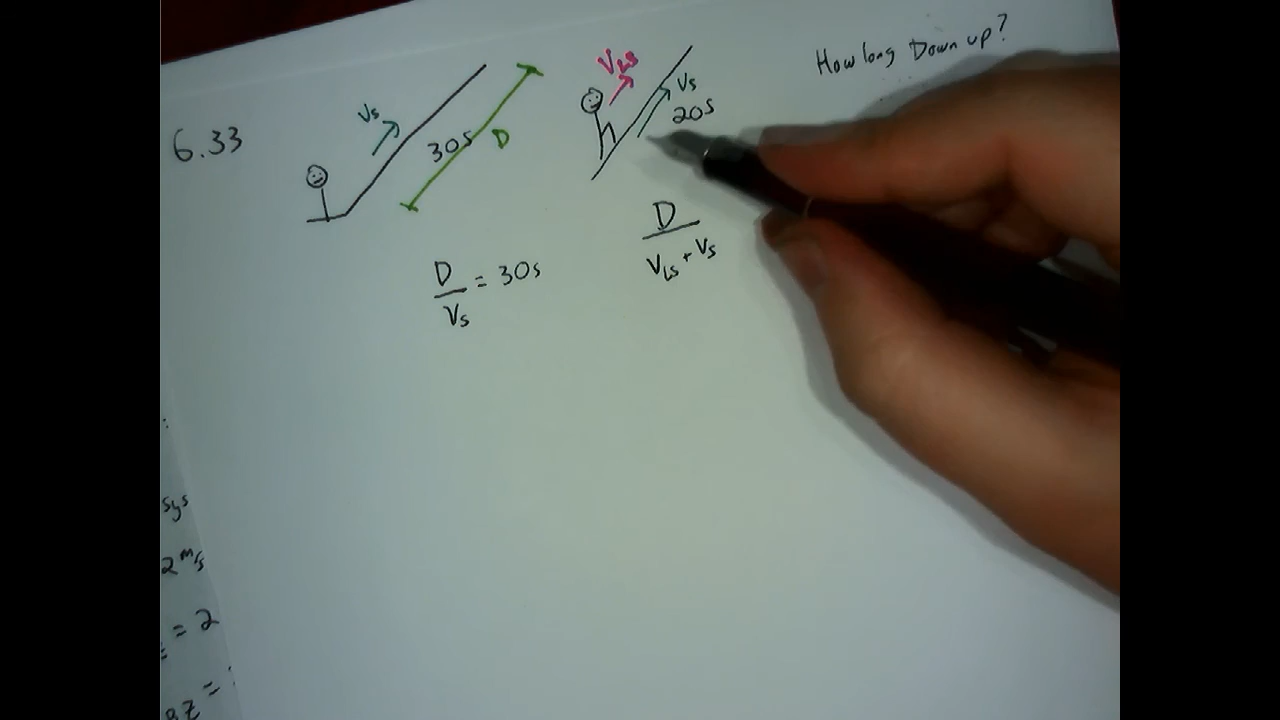 How long Down up?
6.33
Vs
30s
D
VLs
Vs
20s
D
VLs + Vs
D
Vs
= 30s
sys
2 m/s
= 2